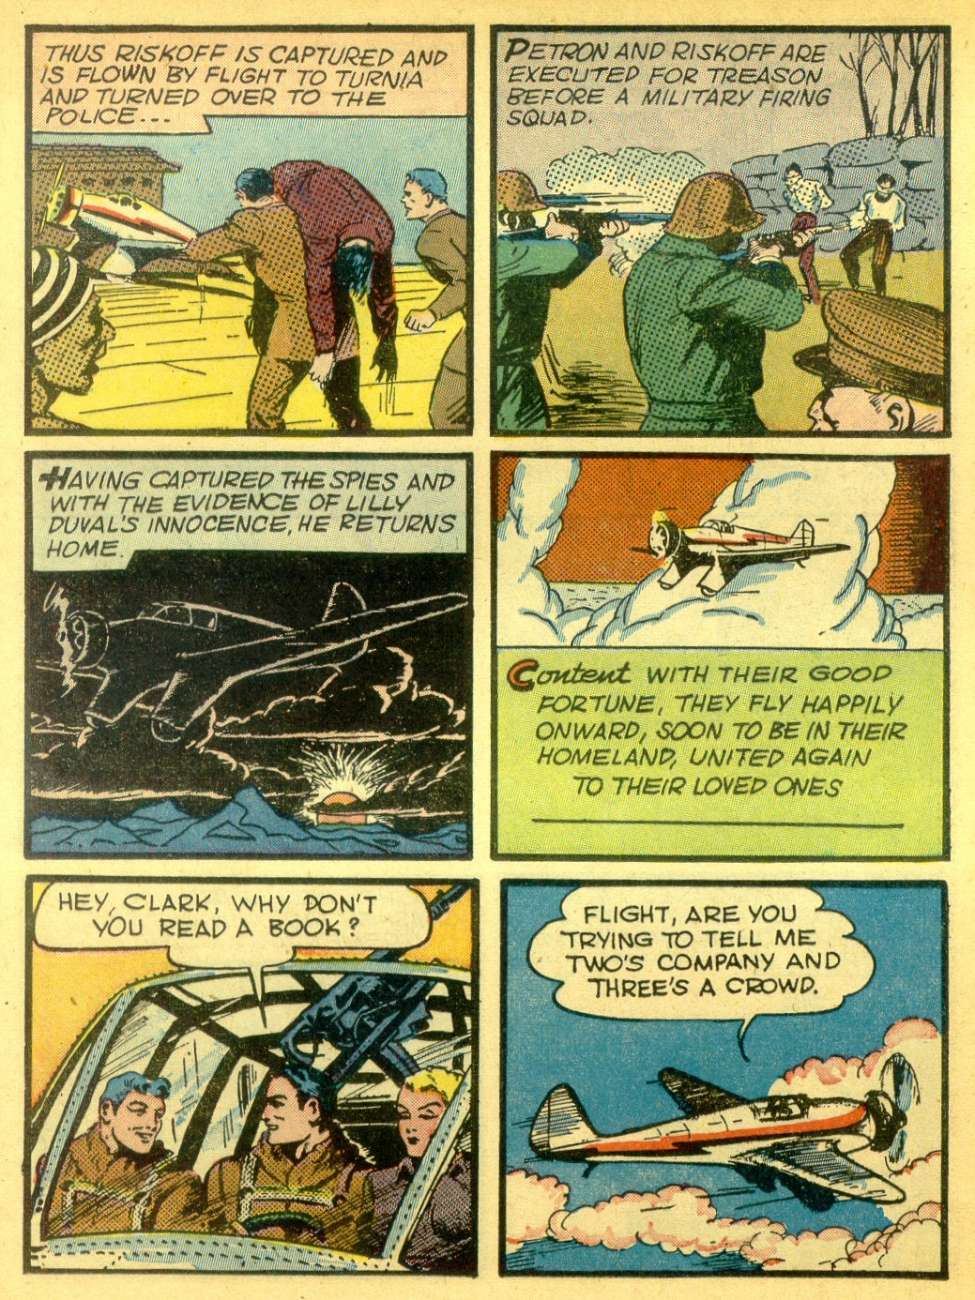 THUS RISKOFF IS CAPTURED AND
IS FLOWN BY FLIGHT TO TURNIA
AND TURNED OVER TO THE
POLICE...
PETRON AND RISKOFF ARE
EXECUTED FOR TREASON
BEFORE A MILITARY FIRING
SQUAD.
HAVING CAPTURED THE SPIES AND
WITH THE EVIDENCE OF LILLY
DUVAL'S INNOCENCE, HE RETURNS
HOME.
Content WITH THEIR GOOD
FORTUNE, THEY FLY HAPPILY
ONWARD, SOON TO BE IN THEIR
HOMELAND, UNITED AGAIN
TO THEIR LOVED ONES
HEY, CLARK, WHY DON'T
YOU READ A BOOK?
FLIGHT, ARE YOU
TRYING TO TELL ME
TWO'S COMPANY AND
THREE'S A CROWD.